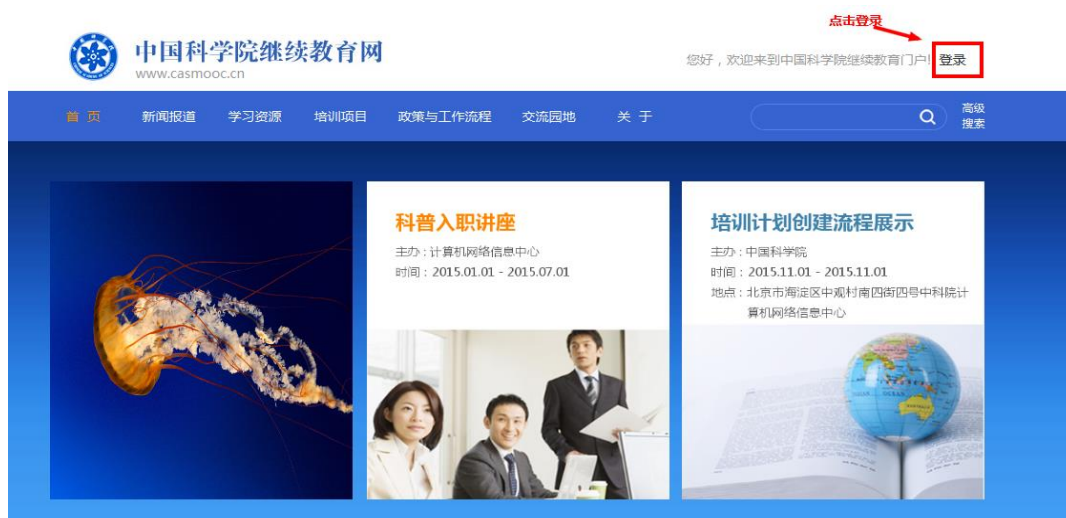 点击登录
中国科学院继续教育网
www.casmooc.cn
您好，欢迎来到中国科学院继续教育门户! 登录
首 页 新闻报道 学习资源 培训项目 政策与工作流程 交流园地 关 于 高级
搜索
科普入职讲座
主办：计算机网络信息中心
时间：2015.01.01 - 2015.07.01
培训计划创建流程展示
主办：中国科学院
时间：2015.11.01 - 2015.11.01
地点：北京市海淀区中观村南四街四号中科院计
算机网络信息中心